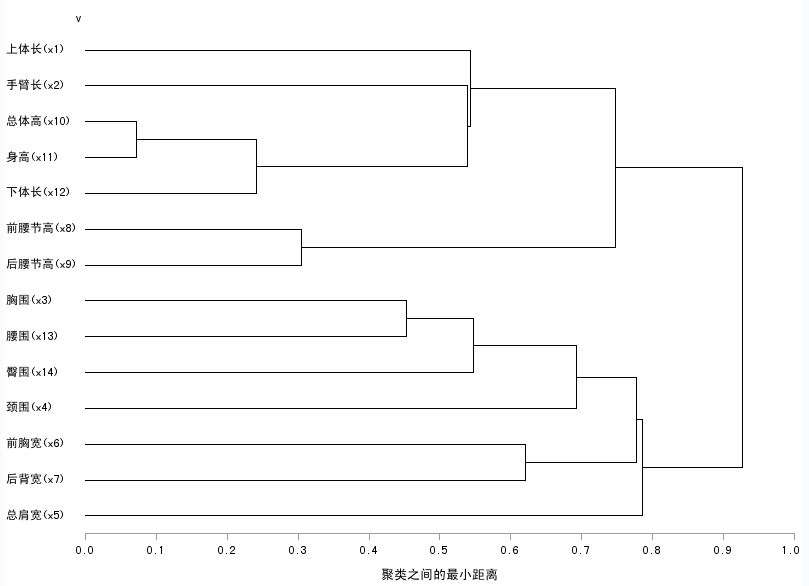 v
上体长(x1)
手臂长(x2)
总体高(x10)
身高(x11)
下体长(x12)
前腰节高(x8)
后腰节高(x9)
胸围(x3)
腰围(x13)
臀围(x14)
颈围(x4)
前胸宽(x6)
后背宽(x7)
总肩宽(x5)
0.0 0.1 0.2 0.3 0.4 0.5 0.6 0.7 0.8 0.9 1.0
聚类之间的最小距离